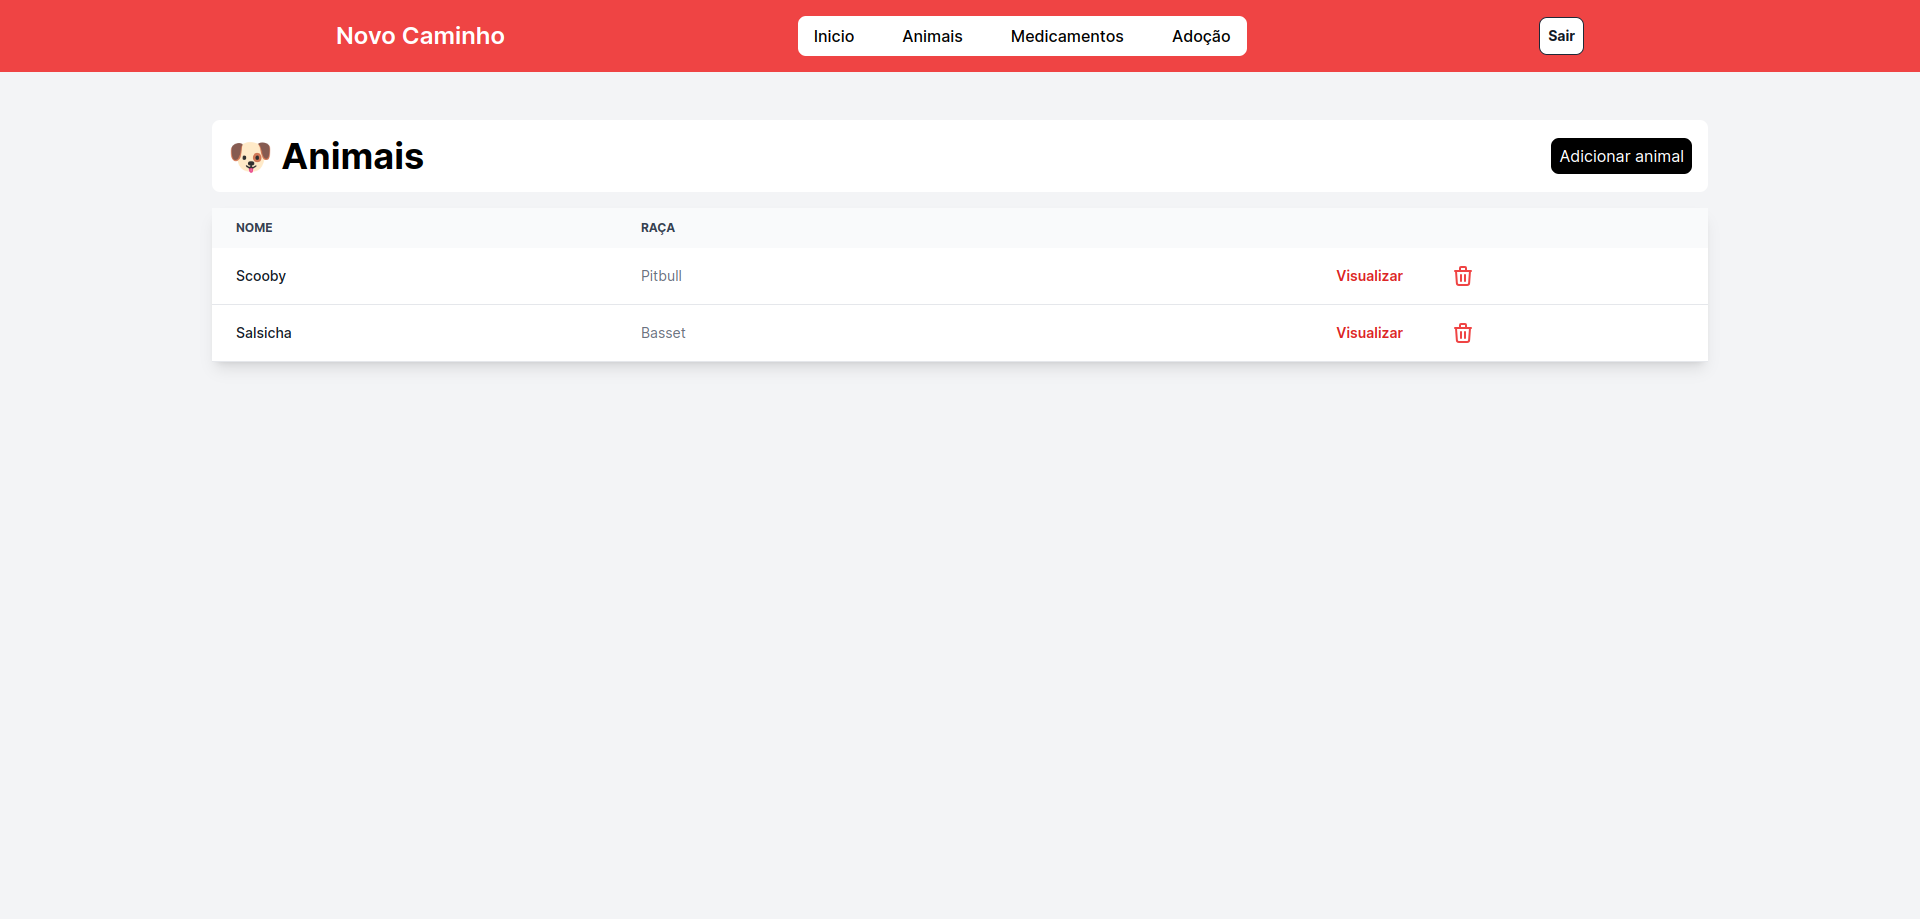 Novo Caminho
Inicio Animais Medicamentos Adoção
Sair
Animais
Adicionar animal
NOME RAÇA
Scooby Pitbull Visualizar
Salsicha Basset Visualizar